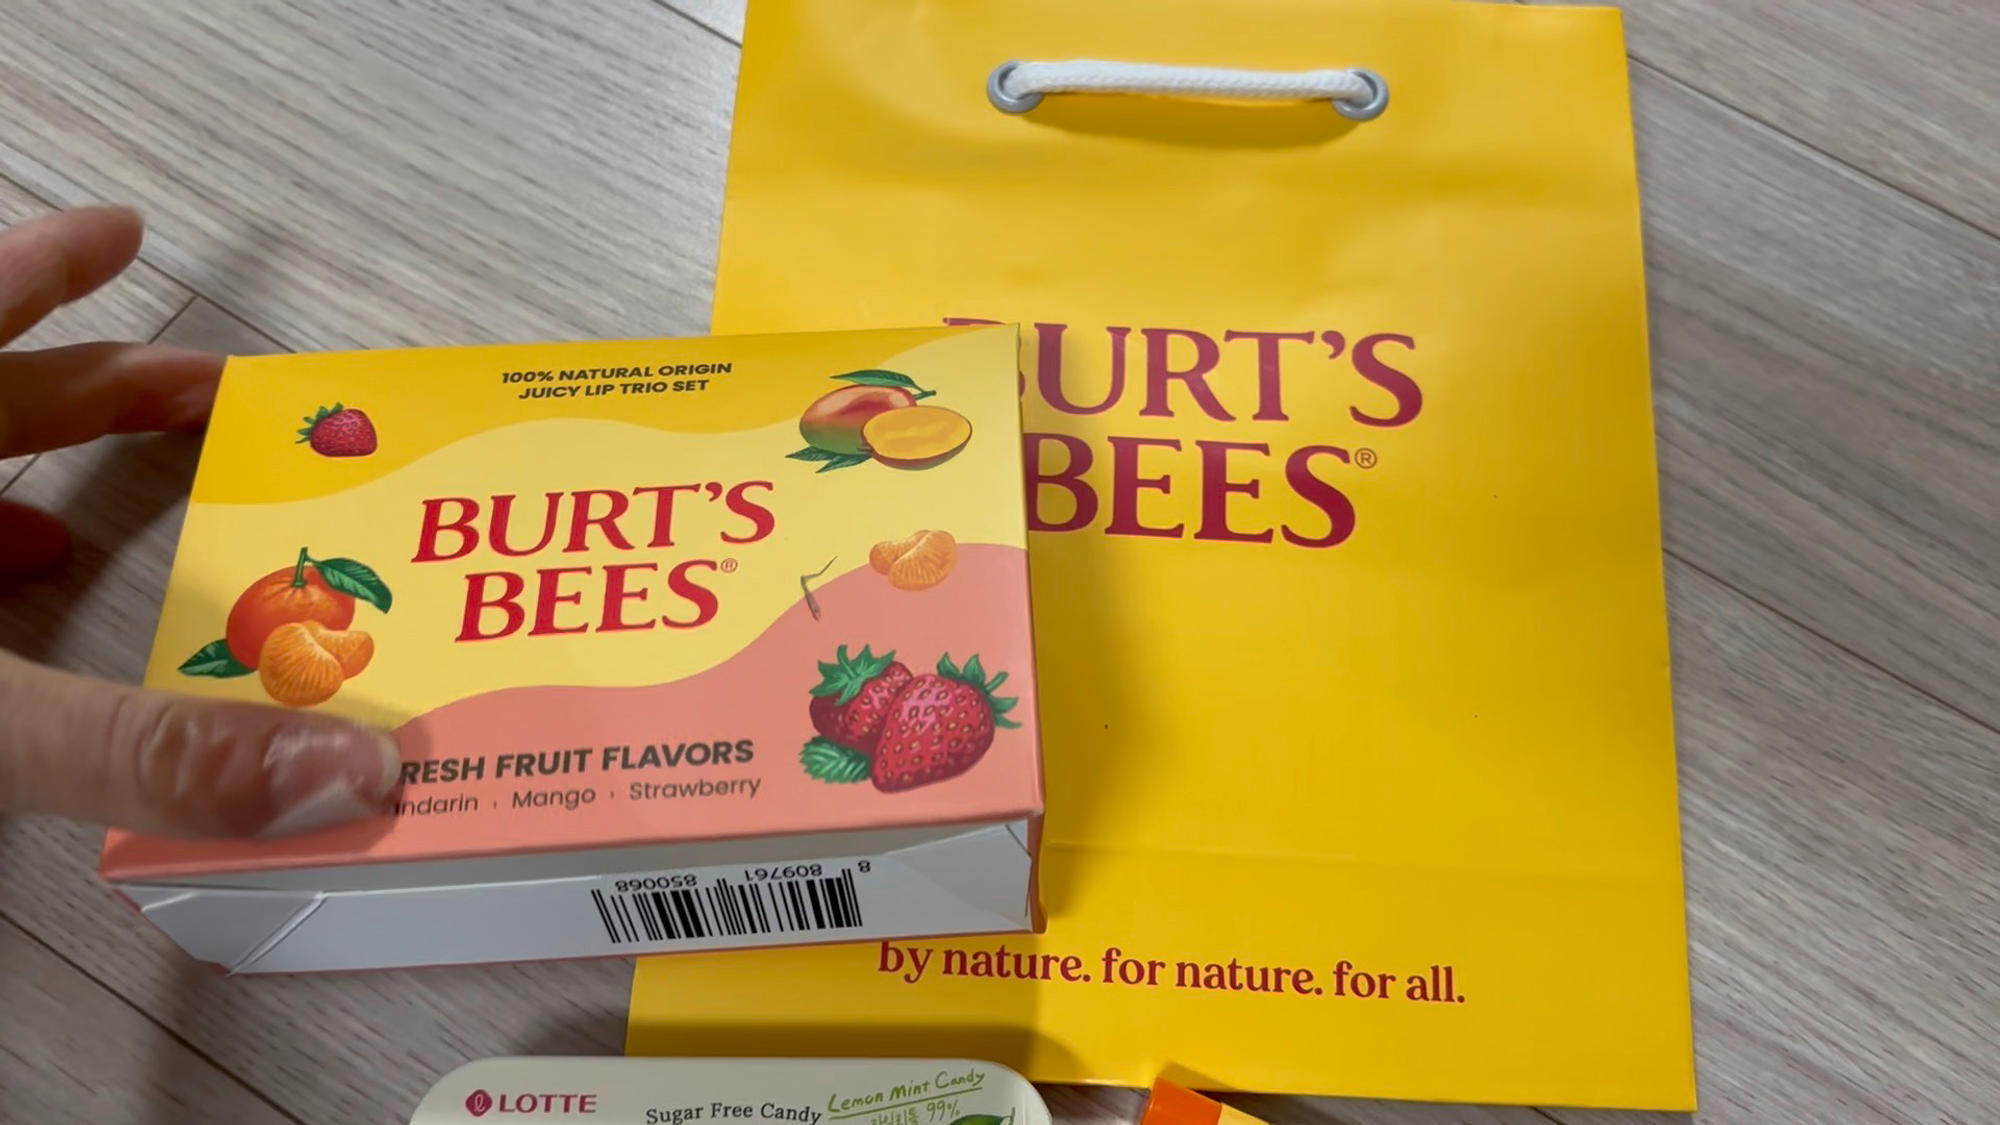 100% NATURAL ORIGIN
JUICY LIP TRIO SET
BURT'S
BEES®
RESH FRUIT FLAVORS
ndarin · Mango · Strawberry
8 809761 850068
URT'S
BEES®
by nature. for nature. for all.
LOTTE
Sugar Free Candy
Lemon Mint Candy
99%